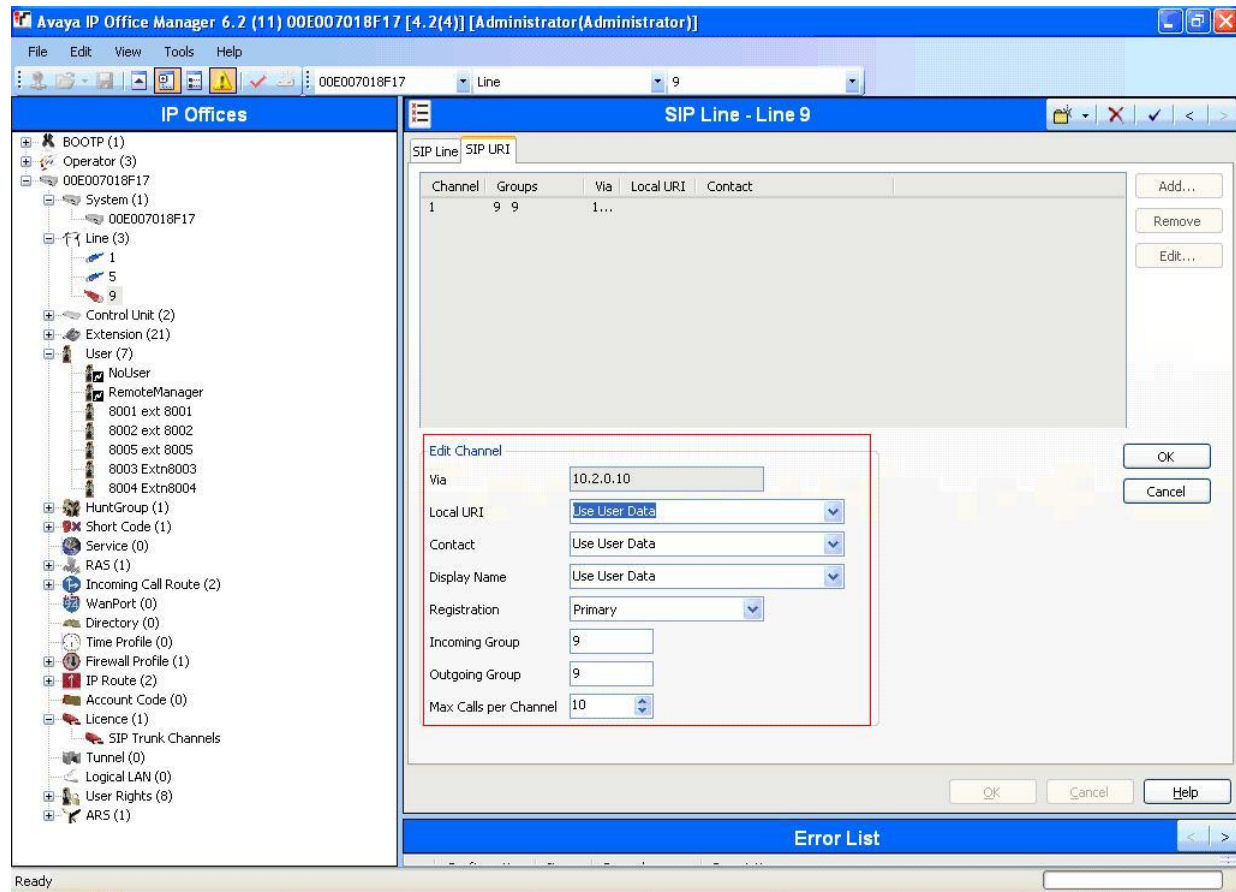 Avaya IP Office Manager 6.2 (11) 00E007018F17 [4.2(4)] [Administrator(Administrator)]
File Edit View Tools Help
00E007018F17 Line 9
IP Offices
BOOTP (1)
Operator (3)
00E007018F17
System (1)
00E007018F17
Line (3)
1
5
9
Control Unit (2)
Extension (21)
User (7)
NoUser
RemoteManager
8001 ext 8001
8002 ext 8002
8005 ext 8005
8003 Extn8003
8004 Extn8004
HuntGroup (1)
Short Code (1)
Service (0)
RAS (1)
Incoming Call Route (2)
WanPort (0)
Directory (0)
Time Profile (0)
Firewall Profile (1)
IP Route (2)
Account Code (0)
Licence (1)
SIP Trunk Channels
Tunnel (0)
Logical LAN (0)
User Rights (8)
ARS (1)
SIP Line - Line 9
SIP Line SIP URI
Channel Groups Via Local URI Contact
1 9 9 1...
Add...
Remove
Edit...
Edit Channel
Via 10.2.0.10
Local URI Use User Data
Contact Use User Data
Display Name Use User Data
Registration Primary
Incoming Group 9
Outgoing Group 9
Max Calls per Channel 10
OK
Cancel
OK Cancel Help
Error List
Ready